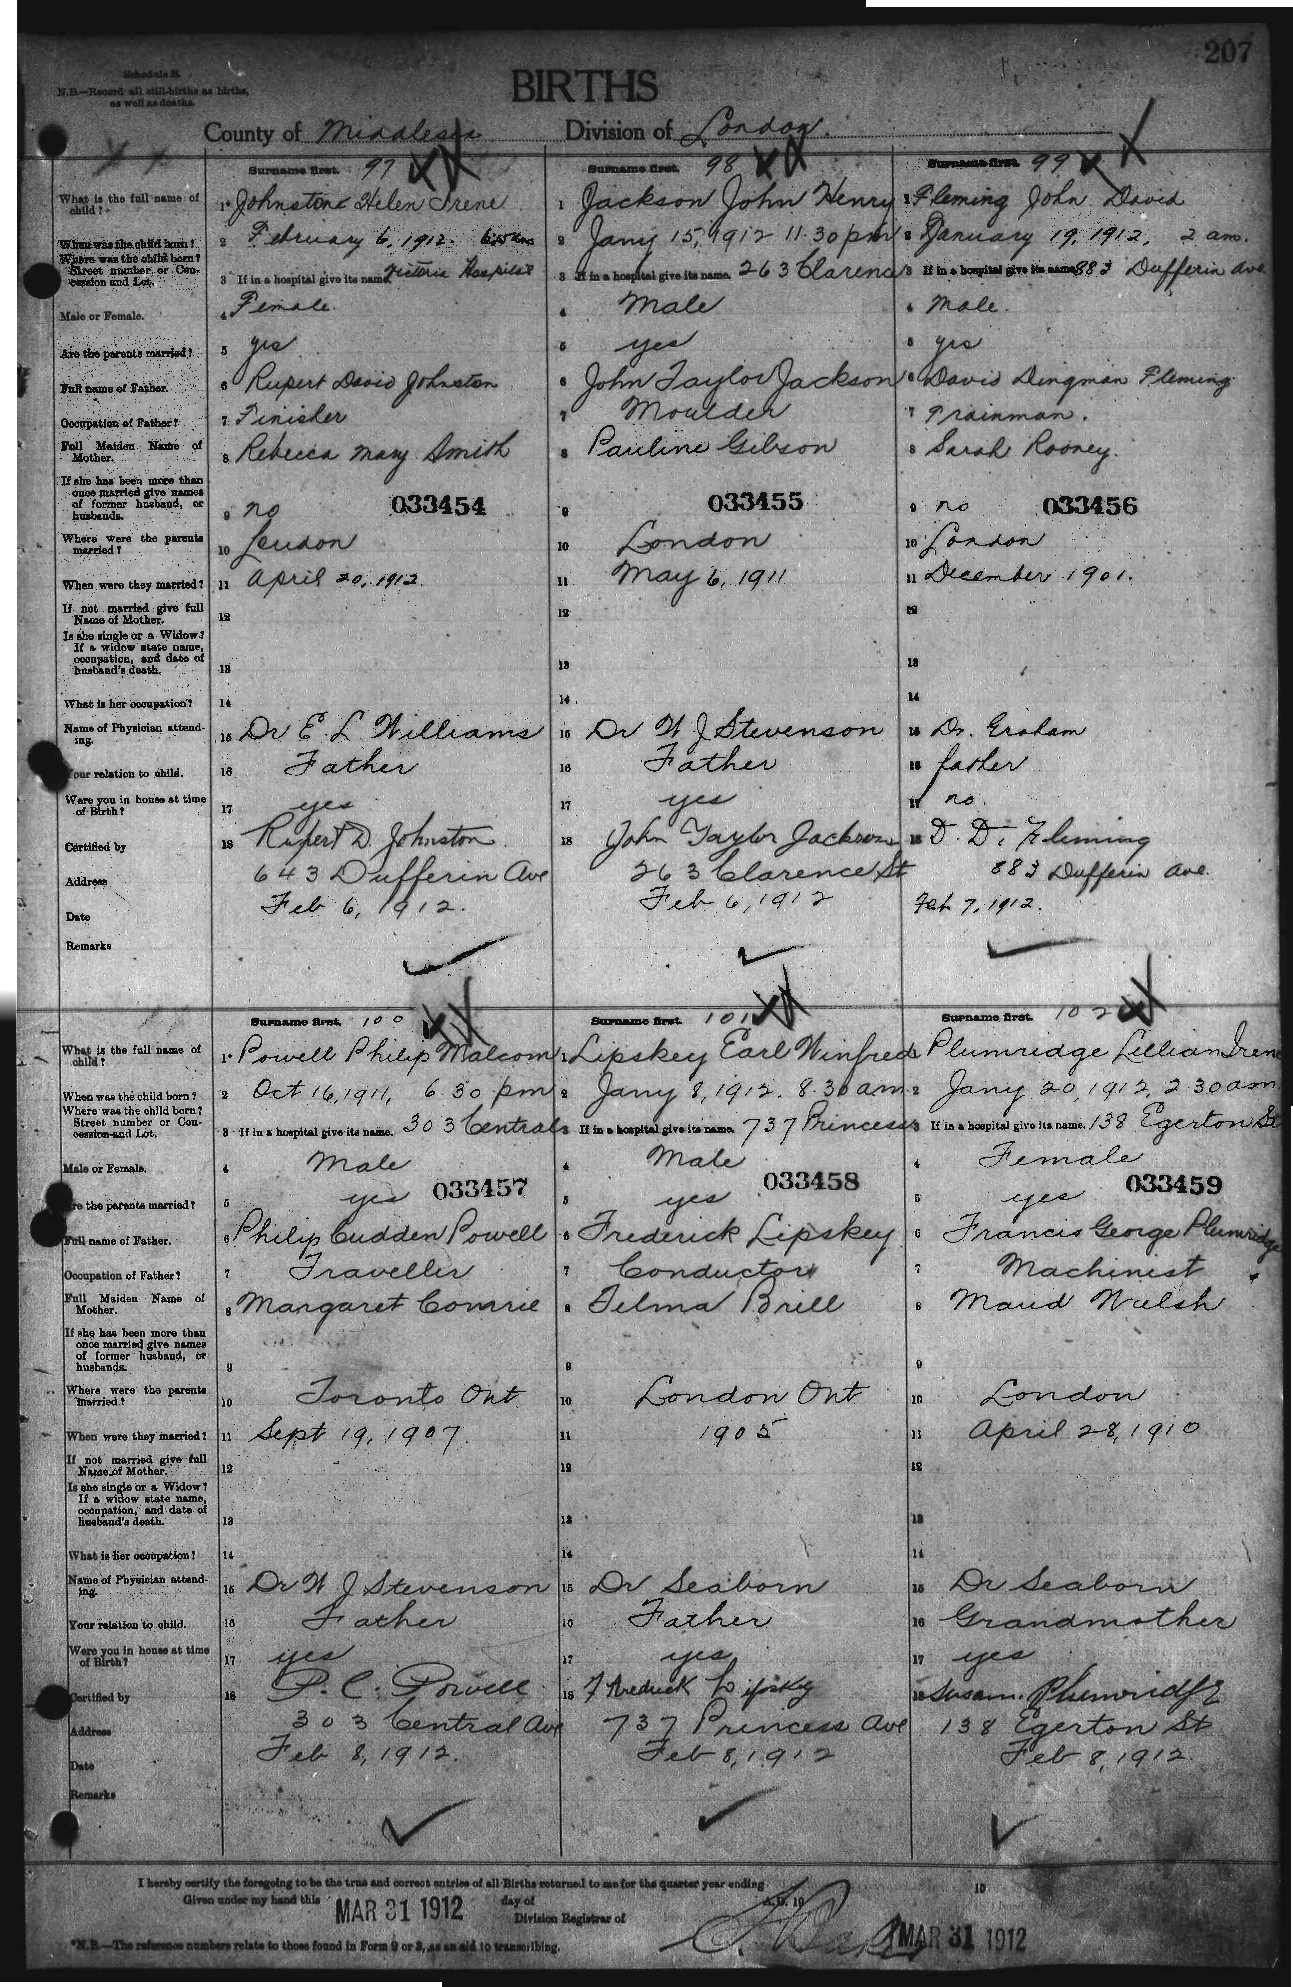 207
Schedule B.
N.B.—Record all still-births as births,
as well as deaths.
BIRTHS
County of Middlesex Division of London.
Surname first. 97
Surname first. 98
Surname first. 99
What is the full name of child?
1* Johnstone Helen Irene
1 Jackson John Henry
1 Fleming John David
When was the child born?
2 February 6, 1912.
2 Jany 15, 1912 11.30 pm
2 January 19, 1912, 2 am.
Where was the child born? Street number or Concession and Lot.
3 If in a hospital give its name. Victoria Hospital
3 If in a hospital give its name. 263 Clarence
3 If in a hospital give its name. 883 Dufferin Ave
Male or Female.
4 Female
4 Male
4 Male.
Are the parents married?
5 yes
5 yes
5 yes
Full name of Father.
6 Rupert David Johnston
6 John Taylor Jackson
6 David Dingman Fleming
Occupation of Father?
7 Finisher
7 Moulder
7 Trainman.
Full Maiden Name of Mother.
8 Rebecca Mary Smith
8 Pauline Gibson
8 Sarah Rooney.
If she has been more than once married give names of former husband, or husbands.
9 no 033454
9 033455
9 no 033456
Where were the parents married?
10 London
10 London
10 London
When were they married?
11 April 20, 1912.
11 May 6, 1911
11 December 1901.
If not married give full Name of Mother.
12
12
12
Is she single or a Widow? If a widow state name, occupation, and date of husband's death.
13
13
13
What is her occupation?
14
14
14
Name of Physician attending.
15 Dr E. L Williams
15 Dr W J Stevenson
15 Dr. Graham
Your relation to child.
16 Father
16 Father
16 father
Were you in house at time of Birth?
17 yes
17 yes
17 no.
Certified by
18 Rupert D. Johnston
18 John Taylor Jackson
18 D. D. Fleming
Address
643 Dufferin Ave
263 Clarence St
883 Dufferin Ave.
Date
Feb 6, 1912.
Feb 6, 1912
Feb 7, 1912.
Remarks
Surname first. 100
Surname first. 101
Surname first. 102
What is the full name of child?
1* Powell Philip Malcom
1 Lipskey Earl Winfred
Plumridge Lillian Irene
When was the child born?
2 Oct 16, 1911, 6 30 pm
2 Jany 8, 1912. 8.30 am
2 Jany 20, 1912, 2 30 am
Where was the child born? Street number or Concession and Lot.
3 If in a hospital give its name. 303 Central
3 If in a hospital give its name. 737 Princess
3 If in a hospital give its name. 138 Egerton St
Male or Female.
4 Male
4 Male
4 Female
Are the parents married?
5 yes 033457
5 yes 033458
5 yes 033459
Full name of Father.
6 Philip Cudden Powell
6 Frederick Lipskey
6 Francis George Plumridge
Occupation of Father?
7 Traveller
7 Conductor
7 Machinist
Full Maiden Name of Mother.
8 Margaret Comrie
8 Telma Brill
8 Maud Welsh
If she has been more than once married give names of former husband, or husbands.
9
9
9
Where were the parents married?
10 Toronto Ont
10 London Ont
10 London
When were they married?
11 Sept 19, 1907.
11 1905
11 April 28, 1910
If not married give full Name of Mother.
12
12
12
Is she single or a Widow? If a widow state name, occupation, and date of husband's death.
13
13
13
What is her occupation?
14
14
14
Name of Physician attending.
15 Dr W J Stevenson
15 Dr Seaborn
15 Dr Seaborn
Your relation to child.
16 Father
16 Father
16 Grandmother
Were you in house at time of Birth?
17 yes
17 yes
17 yes
Certified by
18 P. C. Powell
18 Fredrick Lipskey
18 Susan. Plumridge
Address
303 Central Ave
737 Princess Ave
138 Egerton St
Date
Feb 8, 1912.
Feb 8, 1912
Feb 8, 1912.
Remarks
I hereby certify the foregoing to be the true and correct entries of all Births returned to me for the quarter year ending 19
Given under my hand this MAR 31 1912 day of A.D. 19
Division Registrar of
MAR 31 1912
*N.B.—The reference numbers relate to those found in Form 2 or 3, as an aid to transcribing.